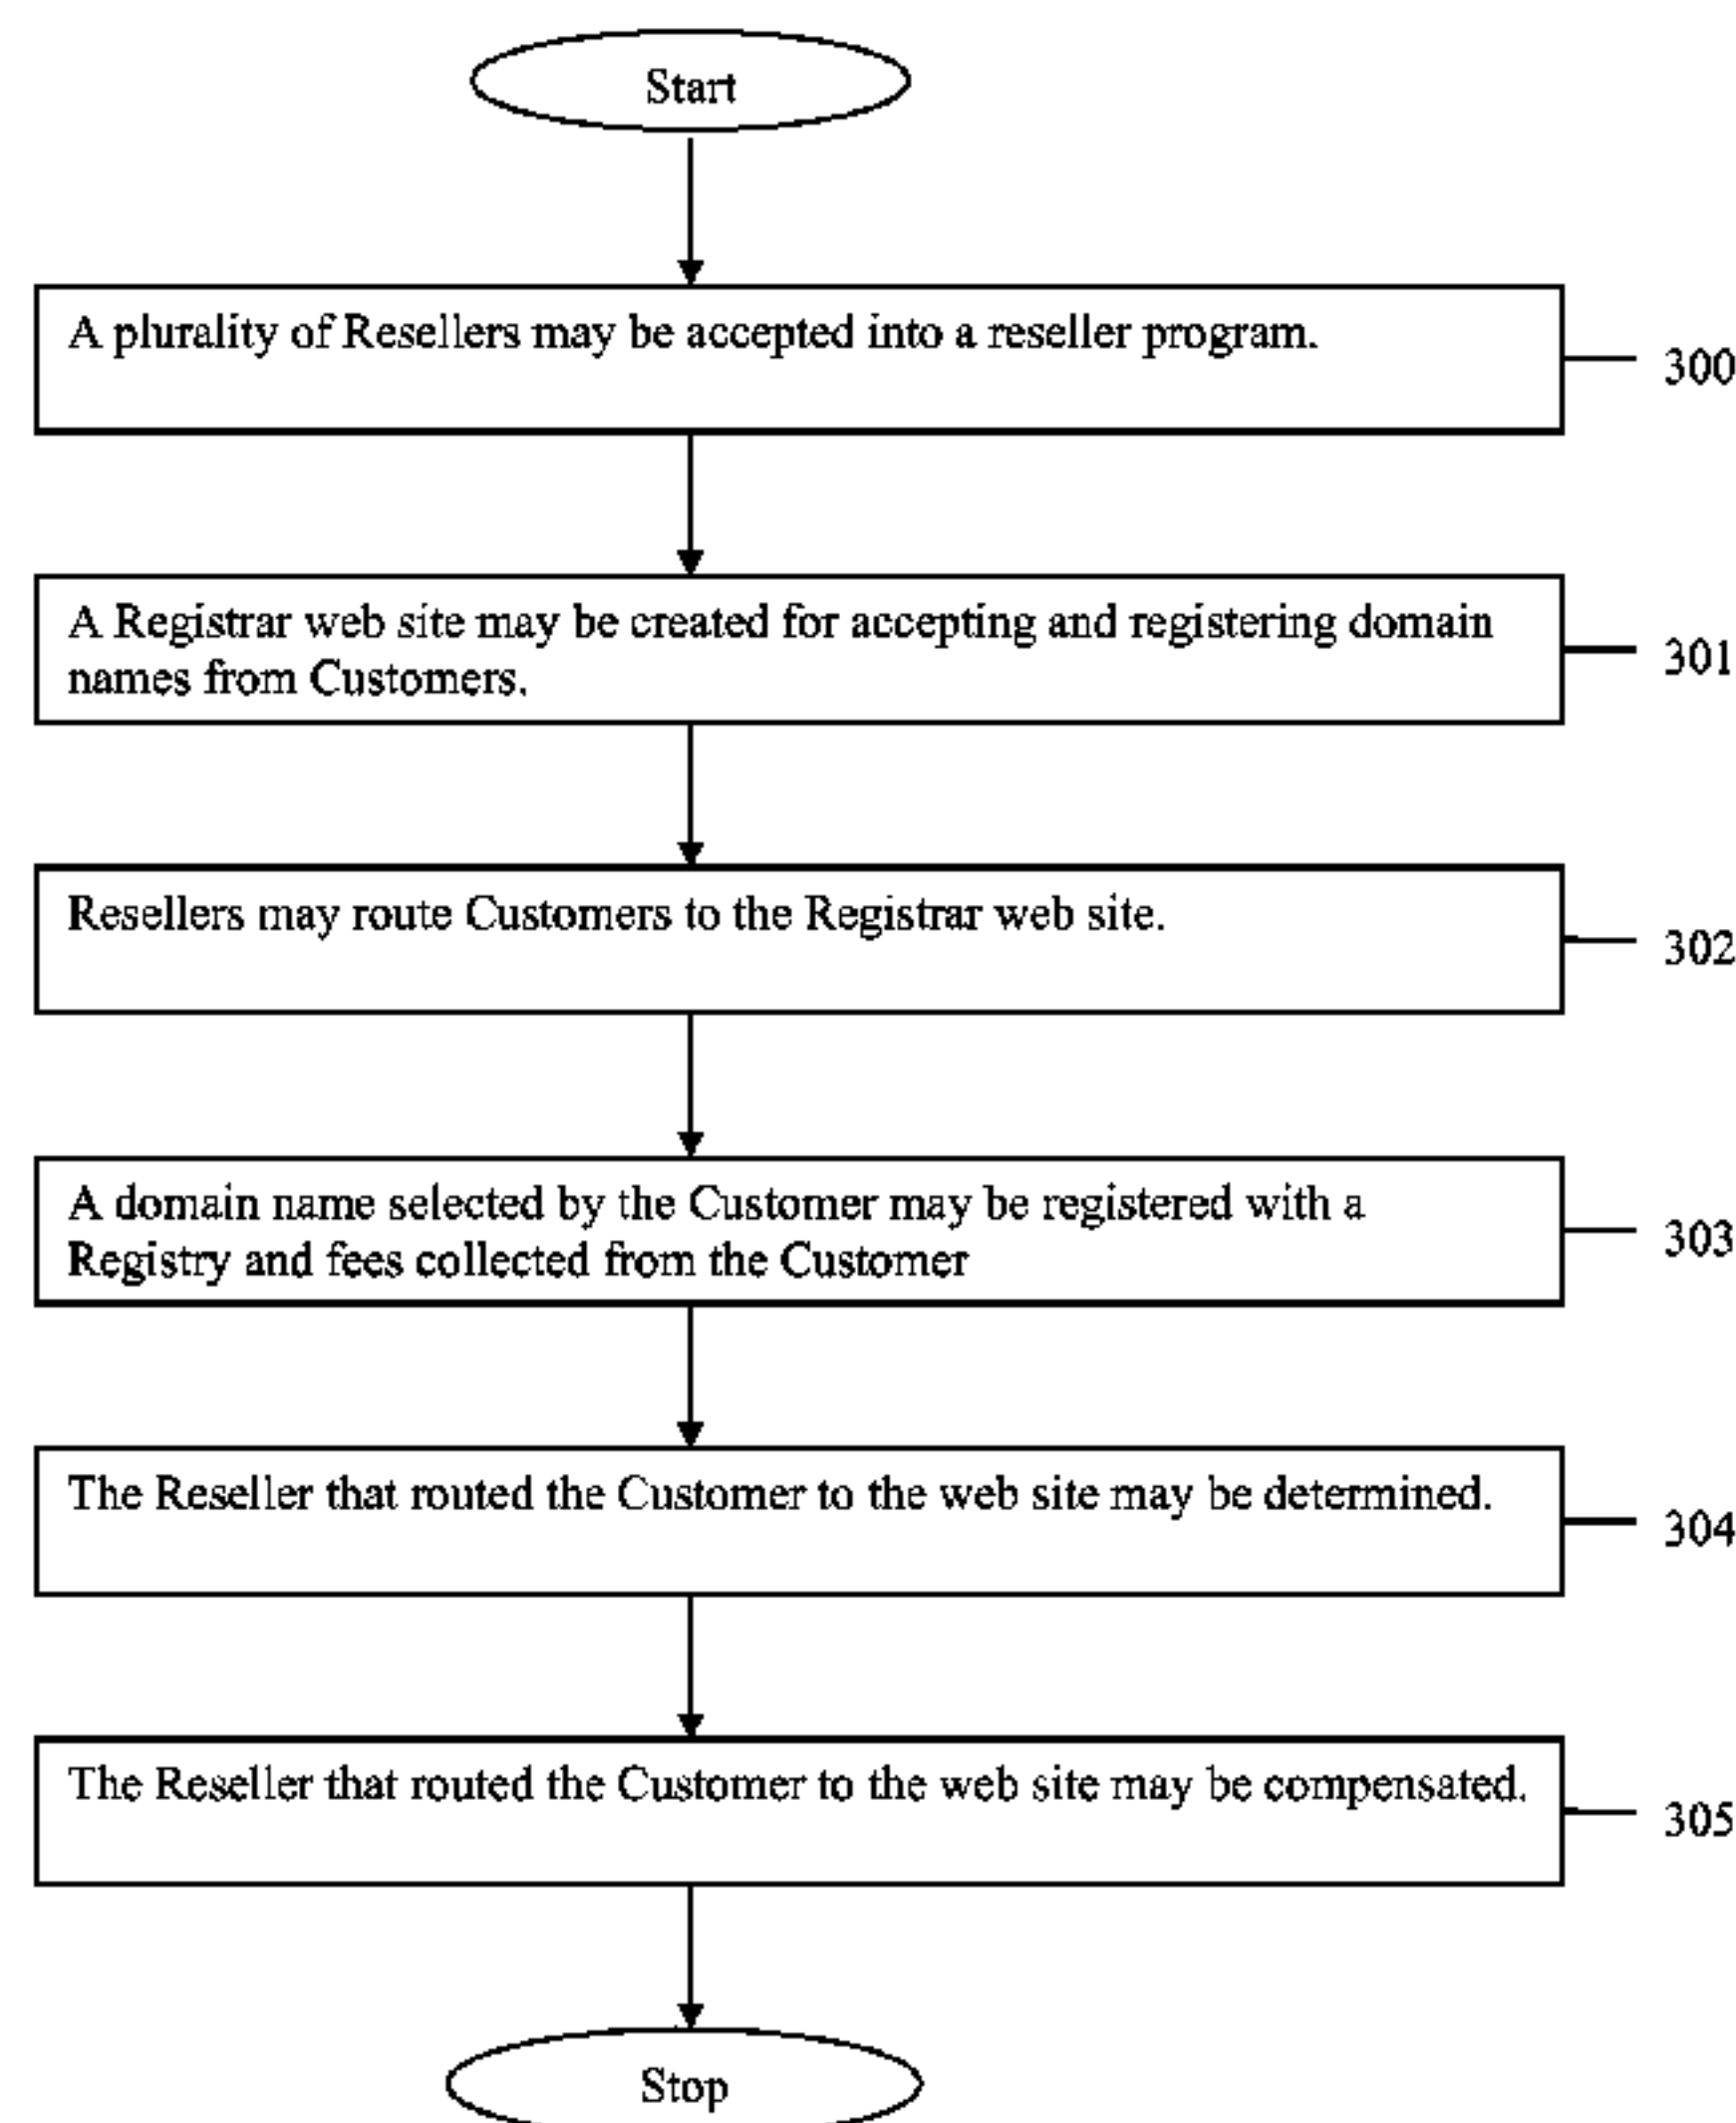 Start
A plurality of Resellers may be accepted into a reseller program.
300
A Registrar web site may be created for accepting and registering domain
names from Customers.
301
Resellers may route Customers to the Registrar web site.
302
A domain name selected by the Customer may be registered with a
Registry and fees collected from the Customer
303
The Reseller that routed the Customer to the web site may be determined.
304
The Reseller that routed the Customer to the web site may be compensated.
305
Stop